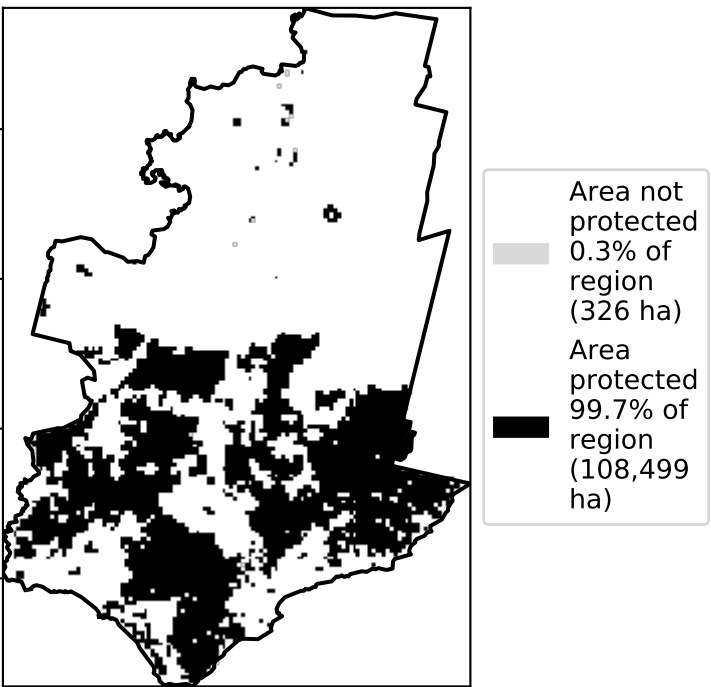 Area not
protected
0.3% of
region
(326 ha)
Area
protected
99.7% of
region
(108,499
ha)